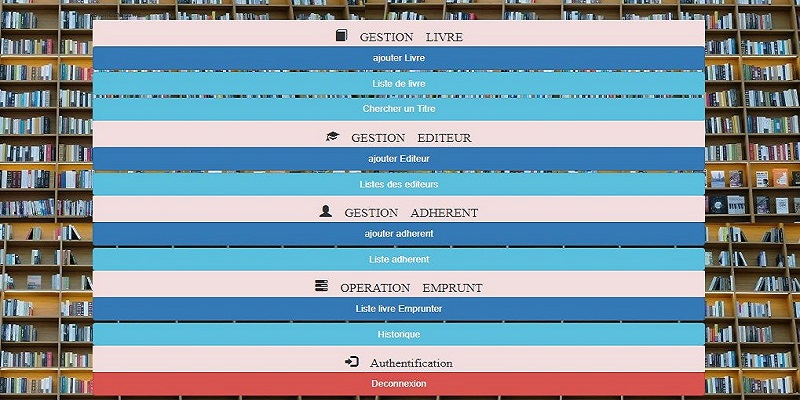 GESTION LIVRE
ajouter Livre
Liste de livre
Chercher un Titre
GESTION EDITEUR
ajouter Editeur
Listes des editeurs
GESTION ADHERENT
ajouter adherent
Liste adherent
OPERATION EMPRUNT
Liste livre Emprunter
Historique
Authentification
Deconnexion